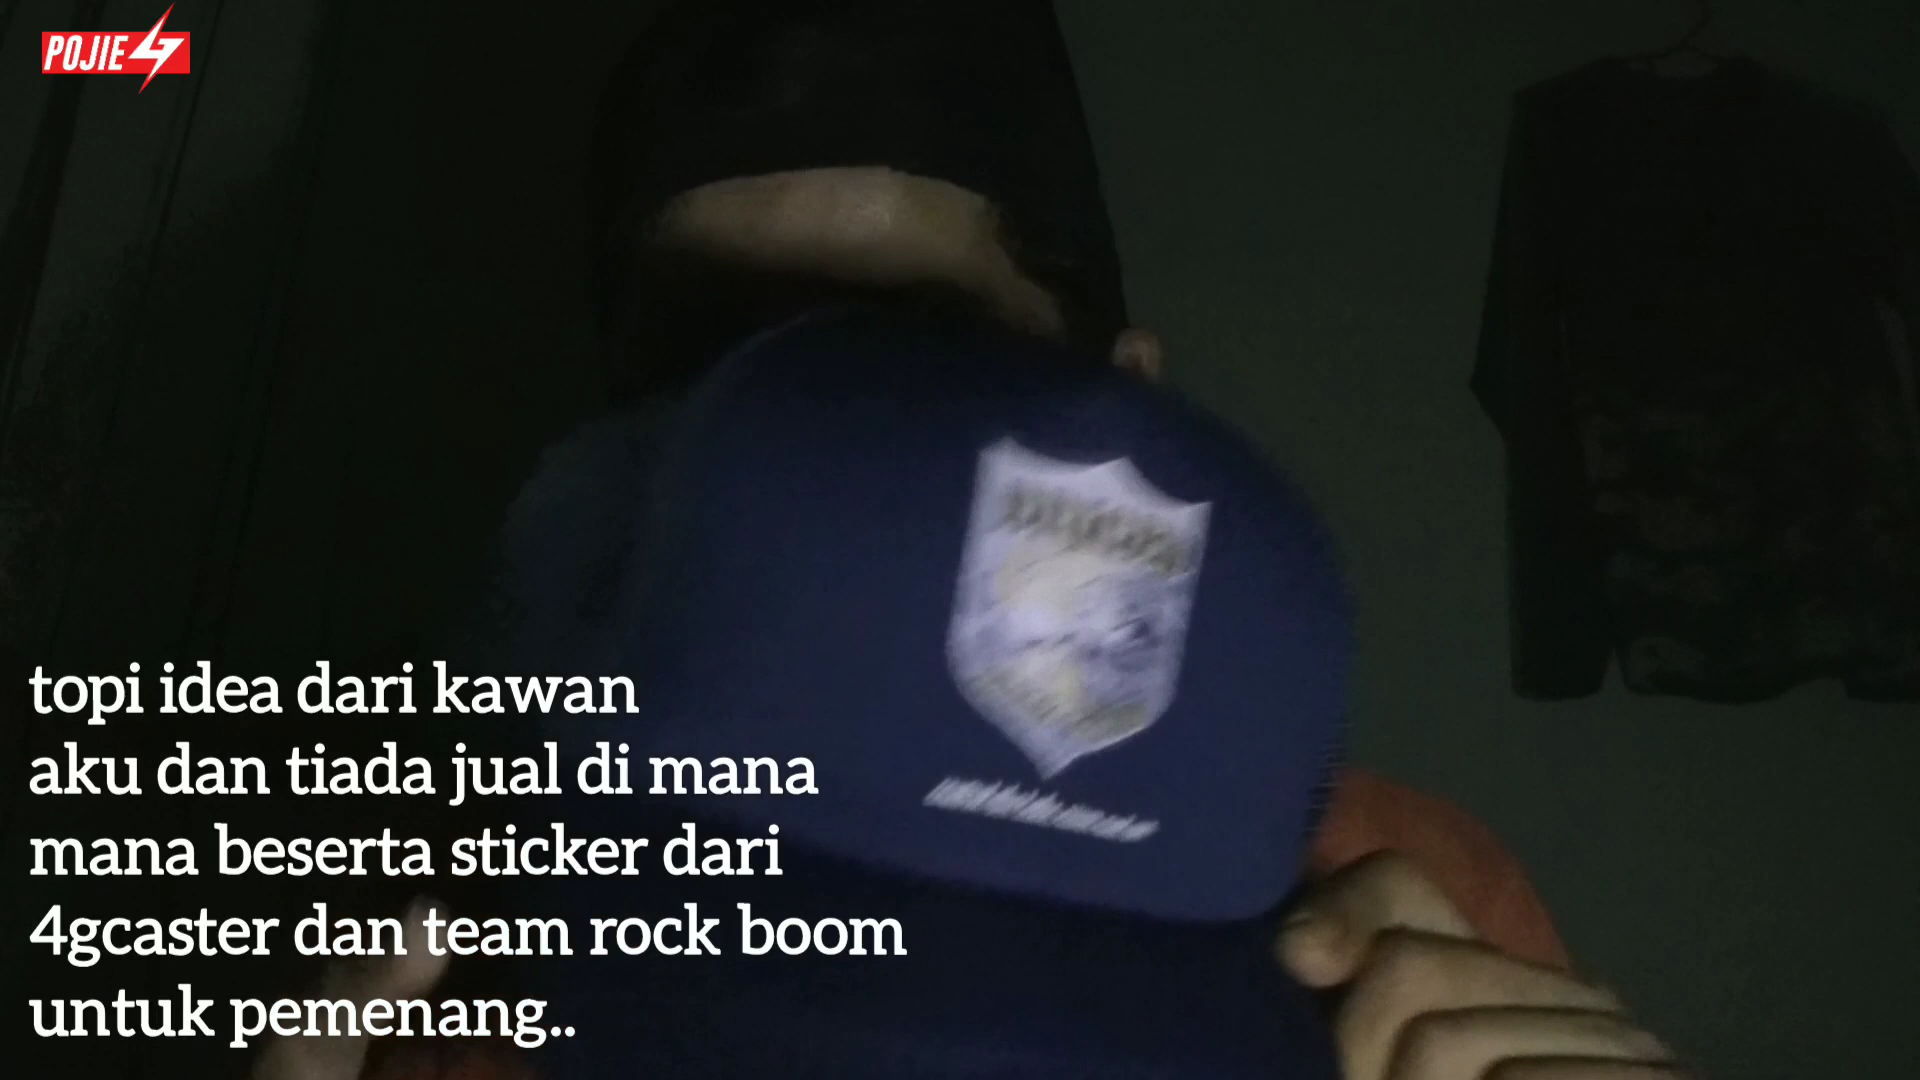 POJIE
topi idea dari kawan
aku dan tiada jual di mana
mana beserta sticker dari
4gcaster dan team rock boom
untuk pemenang..